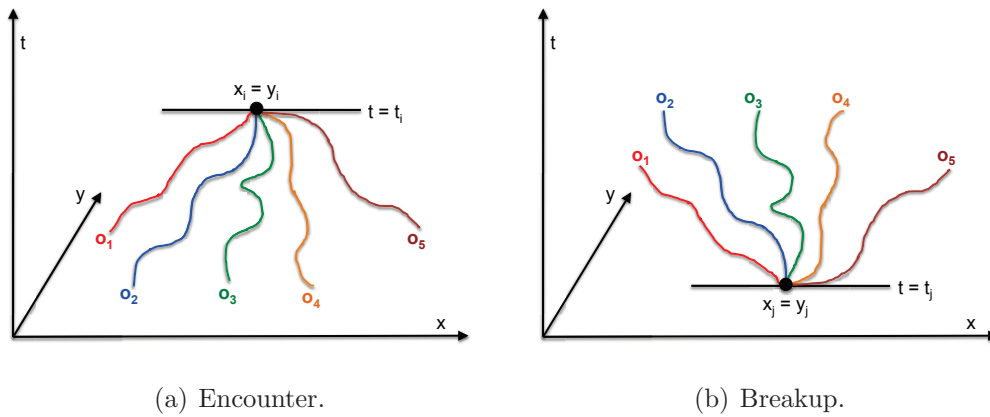 t
xᵢ = yᵢ
t = tᵢ
y
o₁
o₅
o₂
o₃
o₄
x
(a) Encounter.
t
o₂
o₃
o₄
o₁
o₅
y
t = tⱼ
xⱼ = yⱼ
x
(b) Breakup.